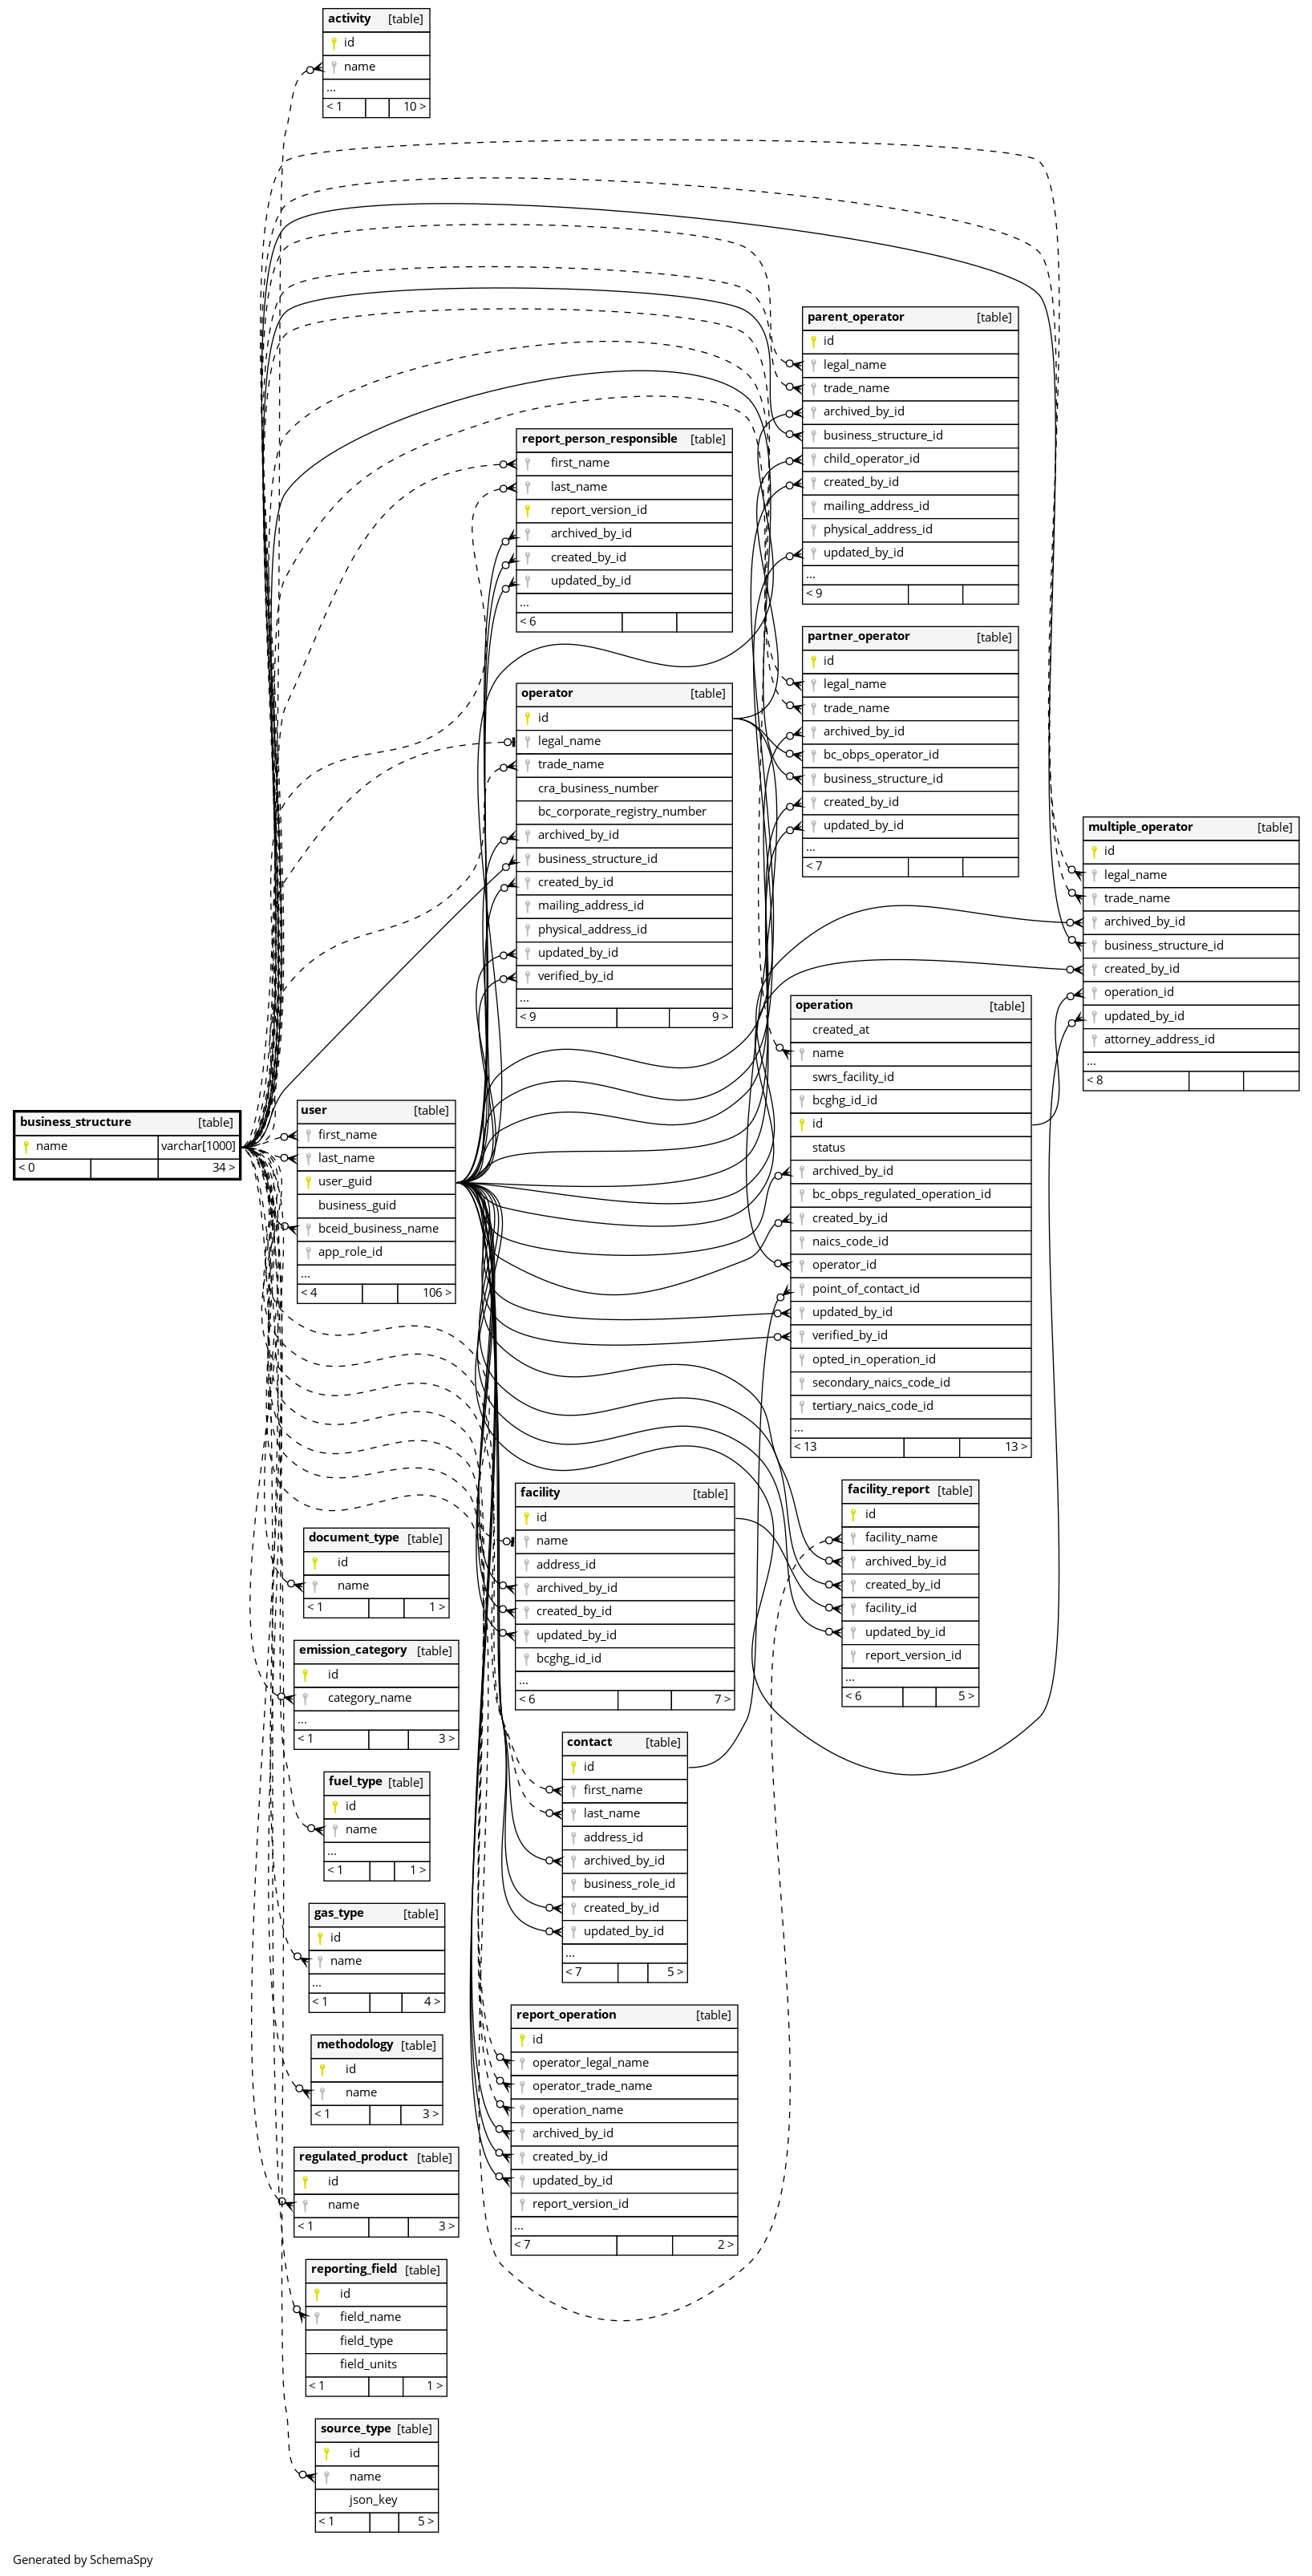 activity [table]
id
name
...
< 1 10 >
parent_operator [table]
id
legal_name
trade_name
archived_by_id
business_structure_id
child_operator_id
created_by_id
mailing_address_id
physical_address_id
updated_by_id
...
< 9
report_person_responsible [table]
first_name
last_name
report_version_id
archived_by_id
created_by_id
updated_by_id
...
< 6
partner_operator [table]
id
legal_name
trade_name
archived_by_id
bc_obps_operator_id
business_structure_id
created_by_id
updated_by_id
...
< 7
operator [table]
id
legal_name
trade_name
cra_business_number
bc_corporate_registry_number
archived_by_id
business_structure_id
created_by_id
mailing_address_id
physical_address_id
updated_by_id
verified_by_id
...
< 9 9 >
multiple_operator [table]
id
legal_name
trade_name
archived_by_id
business_structure_id
created_by_id
operation_id
updated_by_id
attorney_address_id
...
< 8
operation [table]
created_at
name
swrs_facility_id
bcghg_id_id
id
status
archived_by_id
bc_obps_regulated_operation_id
created_by_id
naics_code_id
operator_id
point_of_contact_id
updated_by_id
verified_by_id
opted_in_operation_id
secondary_naics_code_id
tertiary_naics_code_id
...
< 13 13 >
business_structure [table]
name varchar[1000]
< 0 34 >
user [table]
first_name
last_name
user_guid
business_guid
bceid_business_name
app_role_id
...
< 4 106 >
facility [table]
id
name
address_id
archived_by_id
created_by_id
updated_by_id
bcghg_id_id
...
< 6 7 >
facility_report [table]
id
facility_name
archived_by_id
created_by_id
facility_id
updated_by_id
report_version_id
...
< 6 5 >
document_type [table]
id
name
< 1 1 >
emission_category [table]
id
category_name
...
< 1 3 >
contact [table]
id
first_name
last_name
address_id
archived_by_id
business_role_id
created_by_id
updated_by_id
...
< 7 5 >
fuel_type [table]
id
name
...
< 1 1 >
gas_type [table]
id
name
...
< 1 4 >
report_operation [table]
id
operator_legal_name
operator_trade_name
operation_name
archived_by_id
created_by_id
updated_by_id
report_version_id
...
< 7 2 >
methodology [table]
id
name
< 1 3 >
regulated_product [table]
id
name
< 1 3 >
reporting_field [table]
id
field_name
field_type
field_units
< 1 1 >
source_type [table]
id
name
json_key
< 1 5 >
Generated by SchemaSpy